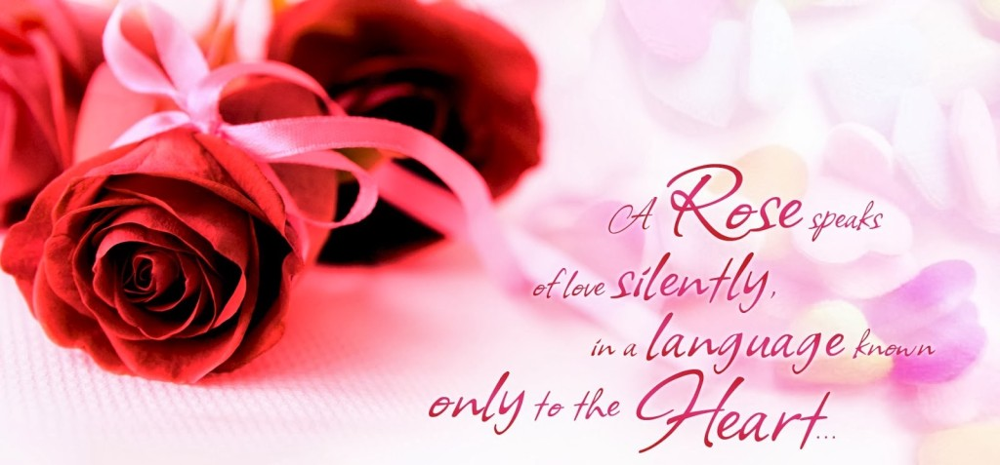 A Rose speaks
of love silently,
in a language known
only to the Heart...